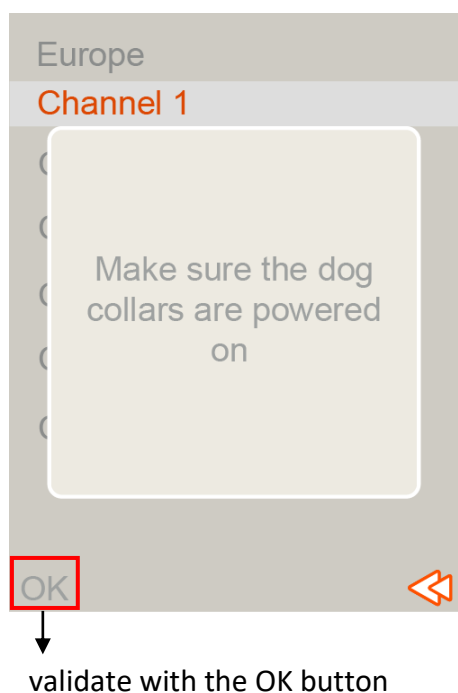 Europe
Channel 1
Make sure the dog
collars are powered
on
OK
validate with the OK button